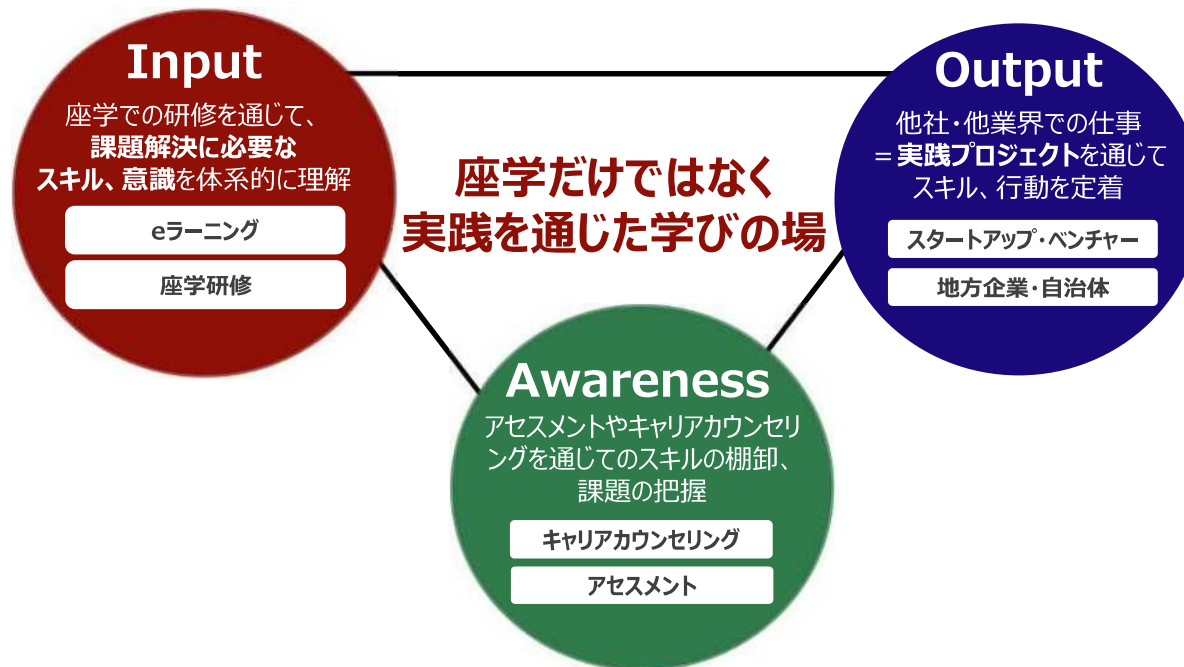 Input
座学での研修を通じて、
課題解決に必要な
スキル、意識を体系的に理解
eラーニング
座学研修
座学だけではなく
実践を通じた学びの場
Output
他社・他業界での仕事
＝実践プロジェクトを通じて
スキル、行動を定着
スタートアップ・ベンチャー
地方企業・自治体
Awareness
アセスメントやキャリアカウンセリ
ングを通じてのスキルの棚卸、
課題の把握
キャリアカウンセリング
アセスメント